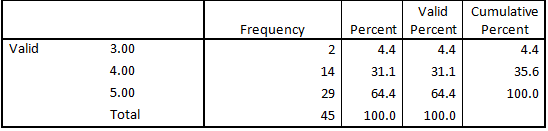 Frequency Percent Valid Percent Cumulative Percent
Valid 3.00 2 4.4 4.4 4.4
4.00 14 31.1 31.1 35.6
5.00 29 64.4 64.4 100.0
Total 45 100.0 100.0